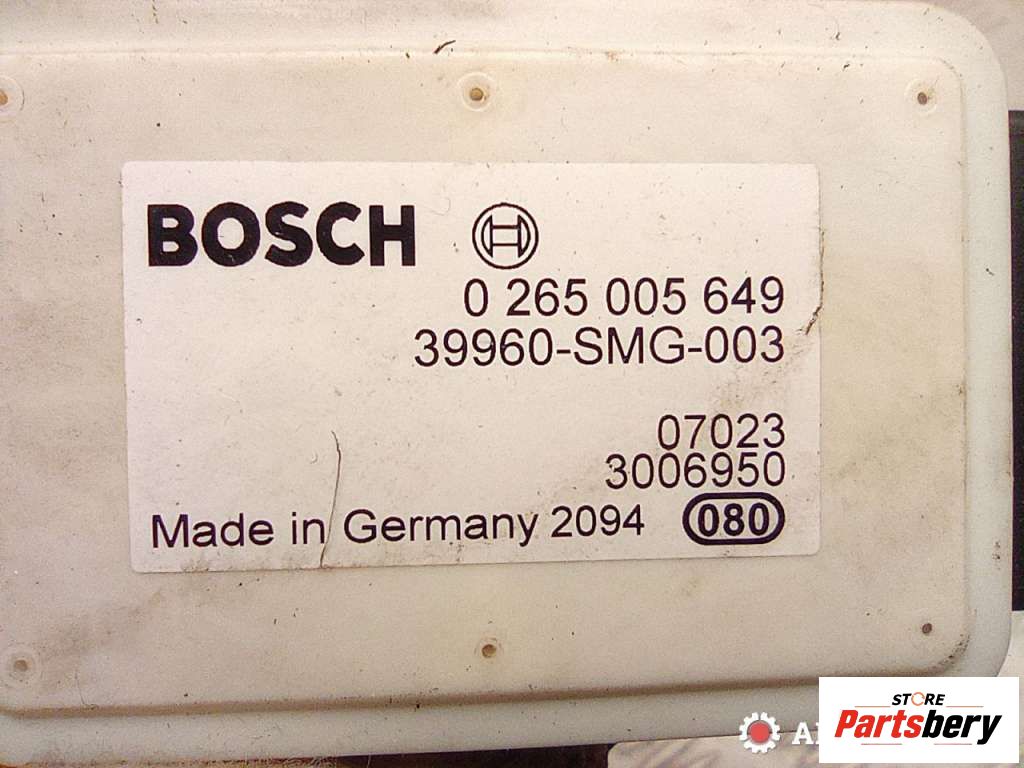 BOSCH
0 265 005 649
39960-SMG-003
07023
3006950
Made in Germany 2094 080
STORE
Partsbery